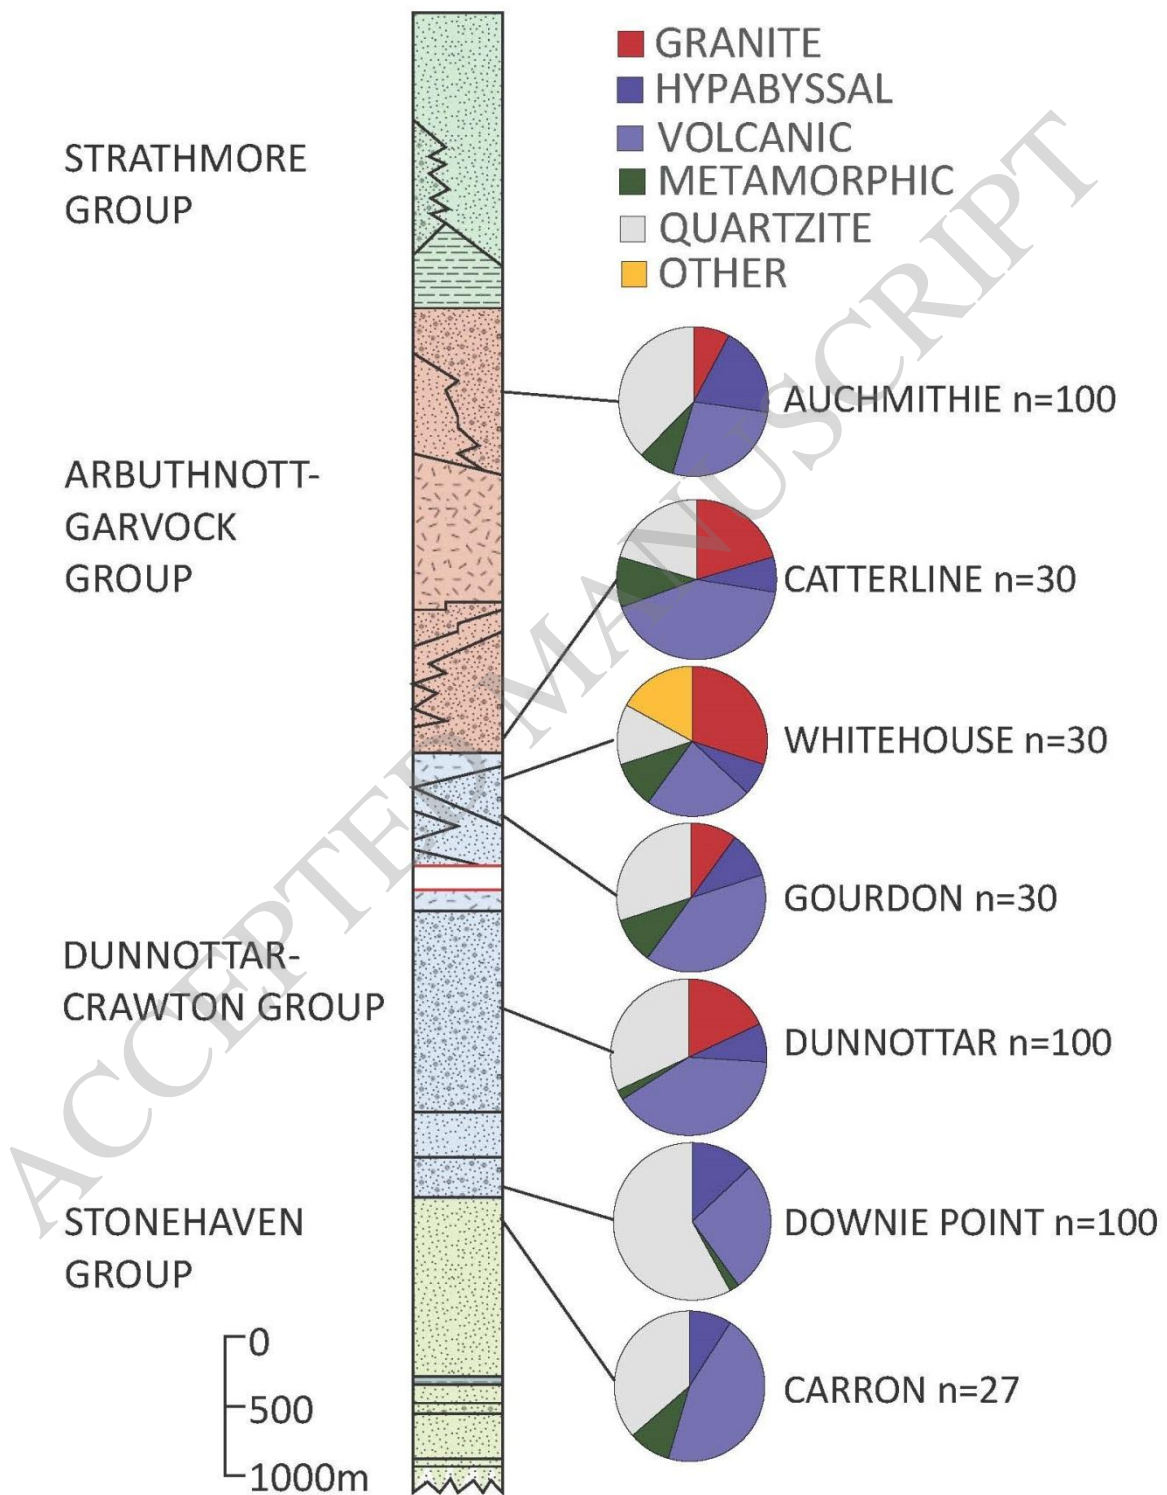 GRANITE
HYPABYSSAL
VOLCANIC
METAMORPHIC
QUARTZITE
OTHER
STRATHMORE
GROUP
ARBUTHNOTT-
GARVOCK
GROUP
DUNNOTTAR-
CRAWTON GROUP
STONEHAVEN
GROUP
AUCHMITHIE n=100
CATTERLINE n=30
WHITEHOUSE n=30
GOURDON n=30
DUNNOTTAR n=100
DOWNIE POINT n=100
CARRON n=27
0
500
1000m
ACCEPTED MANUSCRIPT